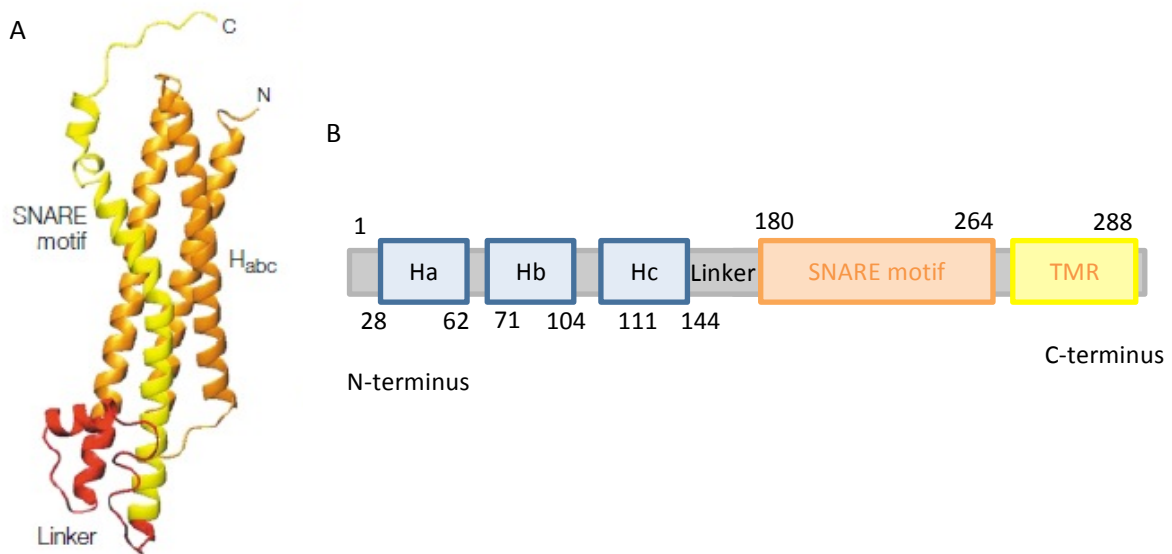 A
C
N
SNARE
motif
Habc
Linker
B
1
180
264
288
Ha
Hb
Hc
Linker
SNARE motif
TMR
28
62
71
104
111
144
C-terminus
N-terminus